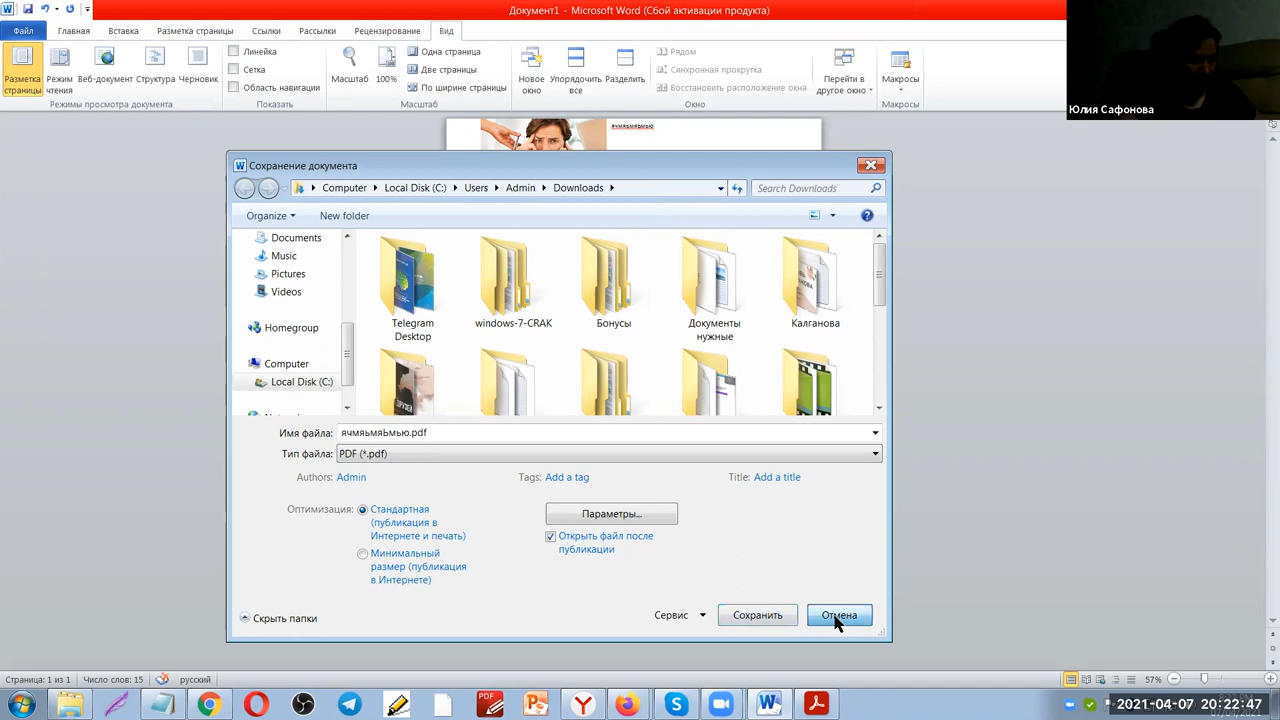 Документ1 - Microsoft Word (Сбой активации продукта)
Файл Главная Вставка Разметка страницы Ссылки Рассылки Рецензирование Вид
Разметка страницы
Режим чтения
Веб-документ
Структура
Черновик
Режимы просмотра документа
Линейка
Сетка
Область навигации
Показать
Масштаб
100%
Одна страница
Две страницы
По ширине страницы
Масштаб
Новое окно
Упорядочить все
Разделить
Рядом
Синхронная прокрутка
Восстановить расположение окна
Окно
Перейти в другое окно
Макросы
Макросы
Юлия Сафонова
Сохранение документа
Computer Local Disk (C:) Users Admin Downloads
Search Downloads
Organize New folder
Documents
Music
Pictures
Videos
Homegroup
Computer
Local Disk (C:)
Telegram Desktop
windows-7-CRAK
Бонусы
Документы нужные
Калганова
Имя файла: ячмяьмяЬмью.pdf
Тип файла: PDF (*.pdf)
Authors: Admin Tags: Add a tag Title: Add a title
Оптимизация:
Стандартная
(публикация в
Интернете и печать)
Минимальный
размер (публикация
в Интернете)
Параметры...
Открыть файл после
публикации
Скрыть папки
Сервис Сохранить Отмена
Страница: 1 из 1 Число слов: 15 русский 57%
PDF
2021-04-07 20:22:47